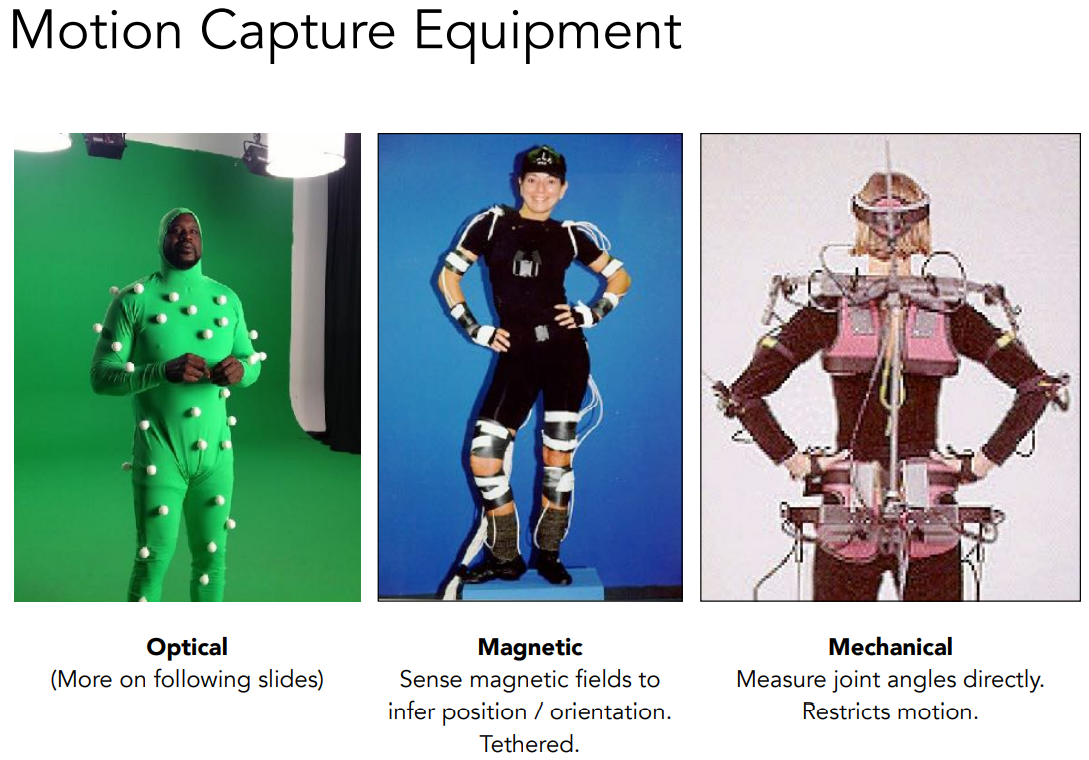 Motion Capture Equipment
Optical
(More on following slides)
Magnetic
Sense magnetic fields to
infer position / orientation.
Tethered.
Mechanical
Measure joint angles directly.
Restricts motion.